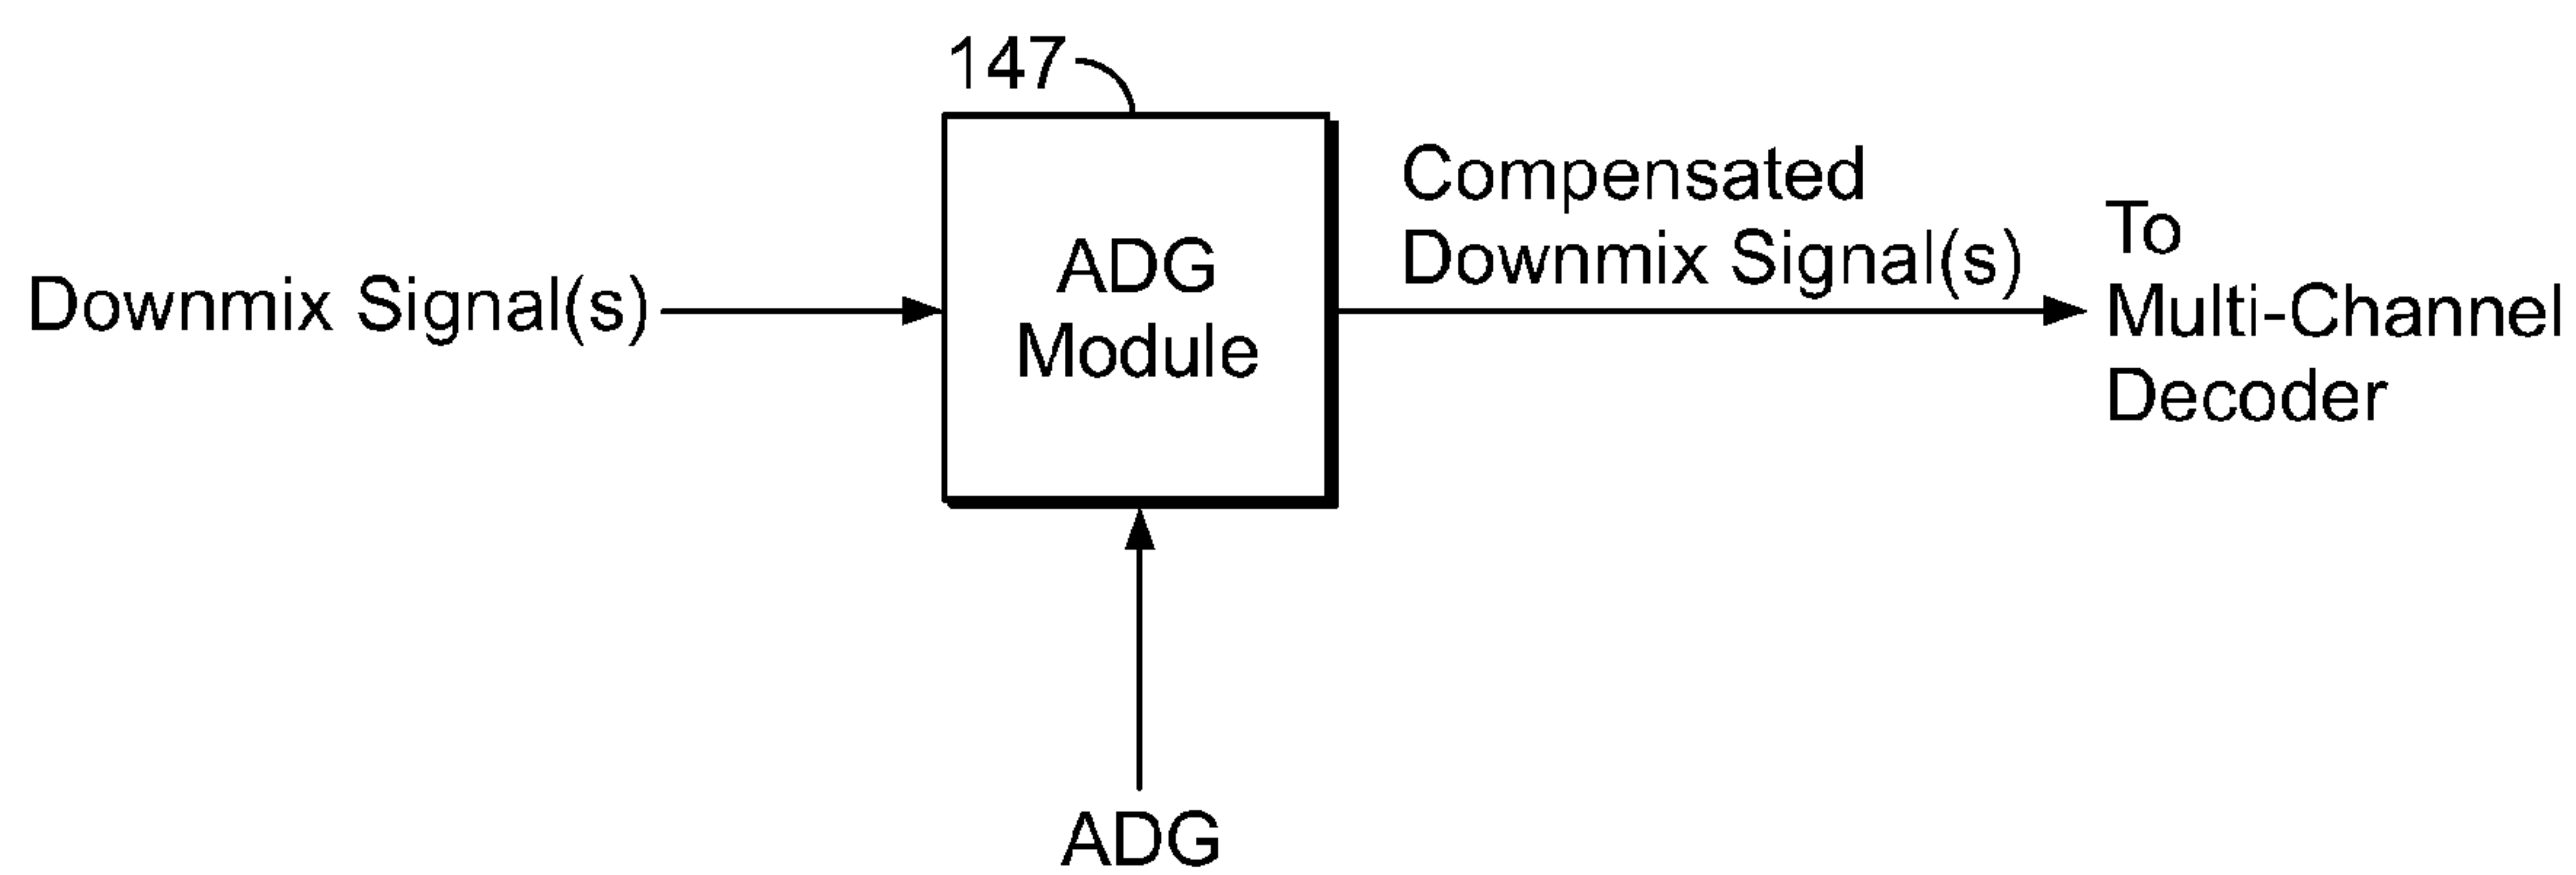 147
Downmix Signal(s)
ADG
Module
Compensated
Downmix Signal(s)
To
Multi-Channel
Decoder
ADG